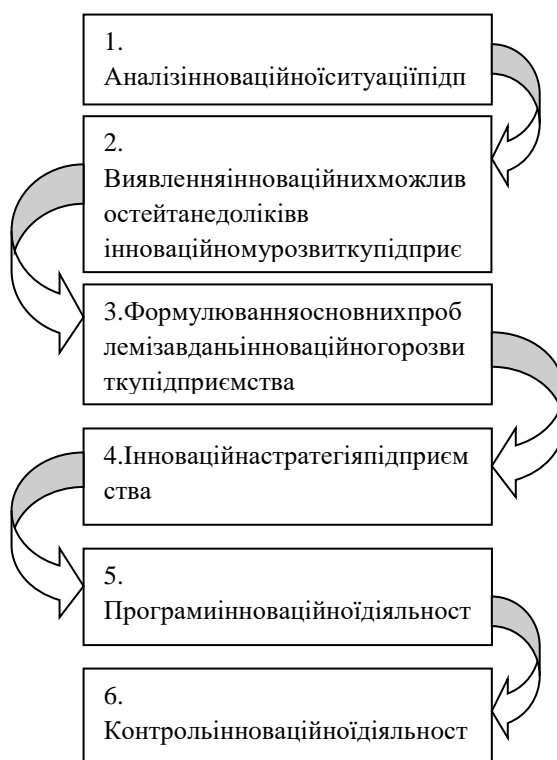 1.
Аналізінноваційноїситуаціїпідп
2.
Виявленняінноваційнихможлив
остейтанедоліківв
інноваційномурозвиткупідприє
3.Формулюванняосновнихпроб
лемізавданьінноваційногорозви
ткупідприємства
4.Інноваційнастратегіяпідприєм
ства
5.
Програмиінноваційноїдіяльност
6.
Контрольінноваційноїдіяльност